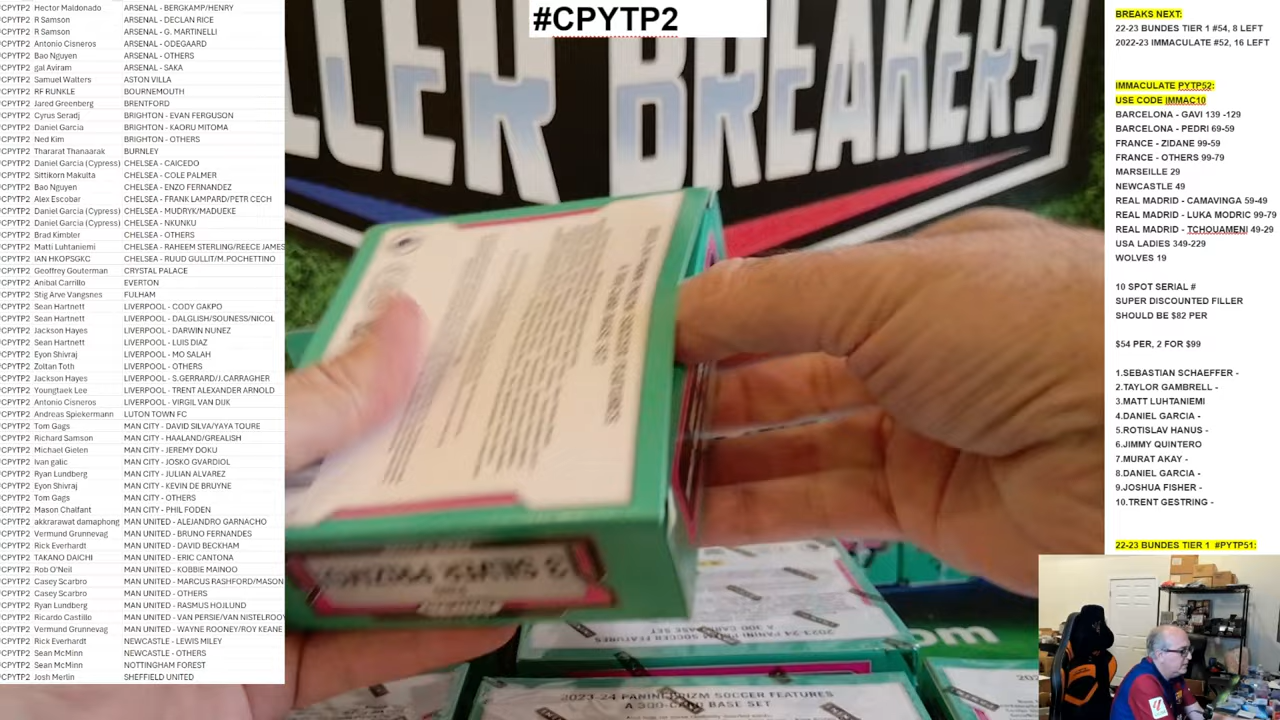 #CPYTP2
CPYTP2 Hector Maldonado ARSENAL - BERGKAMP/HENRY
CPYTP2 R Samson ARSENAL - DECLAN RICE
CPYTP2 R Samson ARSENAL - G. MARTINELLI
CPYTP2 Antonio Cisneros ARSENAL - ODEGAARD
CPYTP2 Bao Nguyen ARSENAL - OTHERS
CPYTP2 gal Aviram ARSENAL - SAKA
CPYTP2 Samuel Walters ASTON VILLA
CPYTP2 RF RUNKLE BOURNEMOUTH
CPYTP2 Jared Greenberg BRENTFORD
CPYTP2 Cyrus Seradj BRIGHTON - EVAN FERGUSON
CPYTP2 Daniel Garcia BRIGHTON - KAORU MITOMA
CPYTP2 Ned Kim BRIGHTON - OTHERS
CPYTP2 Thararat Thanaarak BURNLEY
CPYTP2 Daniel Garcia (Cypress) CHELSEA - CAICEDO
CPYTP2 Sittikorn Makulta CHELSEA - COLE PALMER
CPYTP2 Bao Nguyen CHELSEA - ENZO FERNANDEZ
CPYTP2 Alex Escobar CHELSEA - FRANK LAMPARD/PETR CECH
CPYTP2 Daniel Garcia (Cypress) CHELSEA - MUDRYK/MADUEKE
CPYTP2 Daniel Garcia (Cypress) CHELSEA - NKUNKU
CPYTP2 Brad Kimbler CHELSEA - OTHERS
CPYTP2 Matti Luhtaniemi CHELSEA - RAHEEM STERLING/REECE JAMES
CPYTP2 IAN HKOPSGKC CHELSEA - RUUD GULLIT/M.POCHETTINO
CPYTP2 Geoffrey Gouterman CRYSTAL PALACE
CPYTP2 Anibal Carrillo EVERTON
CPYTP2 Stig Arve Vangsnes FULHAM
CPYTP2 Sean Hartnett LIVERPOOL - CODY GAKPO
CPYTP2 Sean Hartnett LIVERPOOL - DALGLISH/SOUNESS/NICOL
CPYTP2 Jackson Hayes LIVERPOOL - DARWIN NUNEZ
CPYTP2 Sean Hartnett LIVERPOOL - LUIS DIAZ
CPYTP2 Eyon Shivraj LIVERPOOL - MO SALAH
CPYTP2 Zoltan Toth LIVERPOOL - OTHERS
CPYTP2 Jackson Hayes LIVERPOOL - S.GERRARD/J.CARRAGHER
CPYTP2 Youngtaek Lee LIVERPOOL - TRENT ALEXANDER ARNOLD
CPYTP2 Antonio Cisneros LIVERPOOL - VIRGIL VAN DIJK
CPYTP2 Andreas Spiekermann LUTON TOWN FC
CPYTP2 Tom Gags MAN CITY - DAVID SILVA/YAYA TOURE
CPYTP2 Richard Samson MAN CITY - HAALAND/GREALISH
CPYTP2 Michael Gielen MAN CITY - JEREMY DOKU
CPYTP2 Ivan galic MAN CITY - JOSKO GVARDIOL
CPYTP2 Ryan Lundberg MAN CITY - JULIAN ALVAREZ
CPYTP2 Eyon Shivraj MAN CITY - KEVIN DE BRUYNE
CPYTP2 Tom Gags MAN CITY - OTHERS
CPYTP2 Mason Chalfant MAN CITY - PHIL FODEN
CPYTP2 akkrarawat damaphong MAN UNITED - ALEJANDRO GARNACHO
CPYTP2 Vermund Grunnevag MAN UNITED - BRUNO FERNANDES
CPYTP2 Rick Everhardt MAN UNITED - DAVID BECKHAM
CPYTP2 TAKANO DAICHI MAN UNITED - ERIC CANTONA
CPYTP2 Rob O'Neil MAN UNITED - KOBBIE MAINOO
CPYTP2 Casey Scarbro MAN UNITED - MARCUS RASHFORD/MASON
CPYTP2 Casey Scarbro MAN UNITED - OTHERS
CPYTP2 Ryan Lundberg MAN UNITED - RASMUS HOJLUND
CPYTP2 Ricardo Castillo MAN UNITED - VAN PERSIE/VAN NISTELROOY
CPYTP2 Vermund Grunnevag MAN UNITED - WAYNE ROONEY/ROY KEANE
CPYTP2 Rick Everhardt NEWCASTLE - LEWIS MILEY
CPYTP2 Sean McMinn NEWCASTLE - OTHERS
CPYTP2 Sean McMinn NOTTINGHAM FOREST
CPYTP2 Josh Merlin SHEFFIELD UNITED
LLER BREAKERS
2023-24 PANINI PRIZM SOCCER FEATURES
A 300-CARD BASE SET
2023-24 PANINI PRIZM SOCCER FEATURES
A 300-CARD BASE SET
.com
BREAKS NEXT:
22-23 BUNDES TIER 1 #54, 8 LEFT
2022-23 IMMACULATE #52, 16 LEFT
IMMACULATE PYTP52:
USE CODE IMMAC10
BARCELONA - GAVI 139 -129
BARCELONA - PEDRI 69-59
FRANCE - ZIDANE 99-59
FRANCE - OTHERS 99-79
MARSEILLE 29
NEWCASTLE 49
REAL MADRID - CAMAVINGA 59-49
REAL MADRID - LUKA MODRIC 99-79
REAL MADRID - TCHOUAMENI 49-29
USA LADIES 349-229
WOLVES 19
10 SPOT SERIAL #
SUPER DISCOUNTED FILLER
SHOULD BE $82 PER
$54 PER, 2 FOR $99
1.SEBASTIAN SCHAEFFER -
2.TAYLOR GAMBRELL -
3.MATT LUHTANIEMI
4.DANIEL GARCIA -
5.ROTISLAV HANUS -
6.JIMMY QUINTERO
7.MURAT AKAY -
8.DANIEL GARCIA -
9.JOSHUA FISHER -
10.TRENT GESTRING -
22-23 BUNDES TIER 1 #PYTP51: